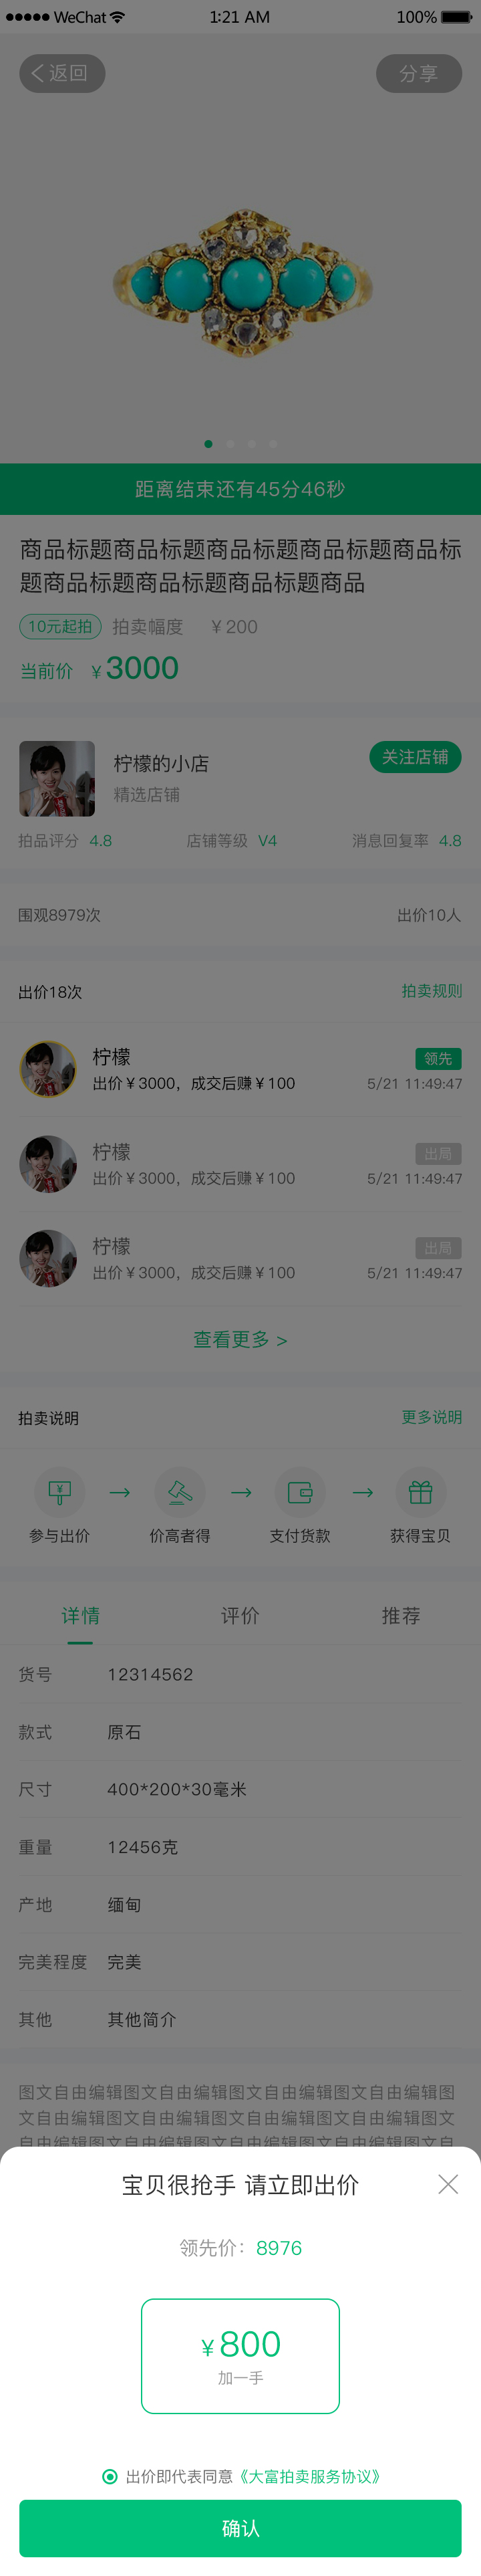 WeChat 1:21 AM 100%
返回 分享
距离结束还有45分46秒
商品标题商品标题商品标题商品标题商品标
题商品标题商品标题商品标题商品
10元起拍 拍卖幅度 ¥200
当前价 ¥3000
柠檬的小店 关注店铺
精选店铺
拍品评分 4.8 店铺等级 V4 消息回复率 4.8
围观8979次 出价10人
出价18次 拍卖规则
柠檬 领先
出价¥3000，成交后赚¥100 5/21 11:49:47
柠檬 出局
出价¥3000，成交后赚¥100 5/21 11:49:47
柠檬 出局
出价¥3000，成交后赚¥100 5/21 11:49:47
查看更多 >
拍卖说明 更多说明
参与出价 价高者得 支付货款 获得宝贝
详情 评价 推荐
货号 12314562
款式 原石
尺寸 400*200*30毫米
重量 12456克
产地 缅甸
完美程度 完美
其他 其他简介
图文自由编辑图文自由编辑图文自由编辑图文自由编辑图
文自由编辑图文自由编辑图文自由编辑图文自由编辑图文
自由编辑图文自由编辑图文自由编辑图文自由编辑图文自
宝贝很抢手 请立即出价
领先价：8976
¥800
加一手
出价即代表同意《大富拍卖服务协议》
确认